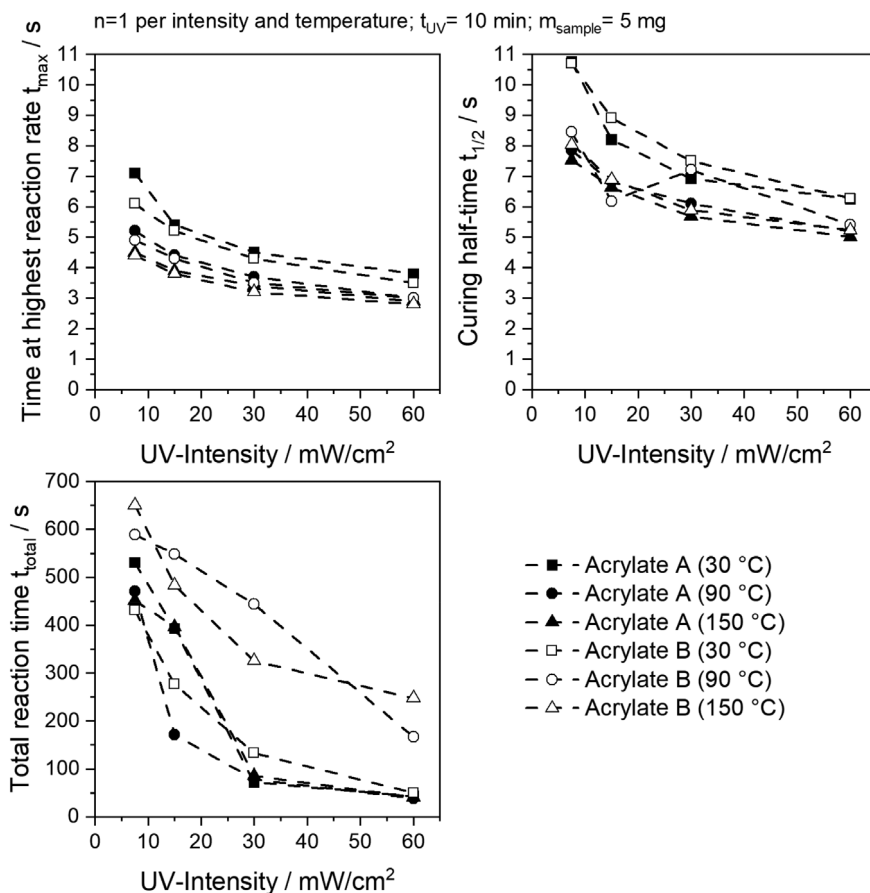 n=1 per intensity and temperature; t_UV= 10 min; m_sample= 5 mg
Time at highest reaction rate t_max / s
11
10
9
8
7
6
5
4
3
2
1
0
0 10 20 30 40 50 60
UV-Intensity / mW/cm²
Curing half-time t_1/2 / s
11
10
9
8
7
6
5
4
3
2
1
0
0 10 20 30 40 50 60
UV-Intensity / mW/cm²
Total reaction time t_total / s
700
600
500
400
300
200
100
0
0 10 20 30 40 50 60
UV-Intensity / mW/cm²
Acrylate A (30 °C)
Acrylate A (90 °C)
Acrylate A (150 °C)
Acrylate B (30 °C)
Acrylate B (90 °C)
Acrylate B (150 °C)